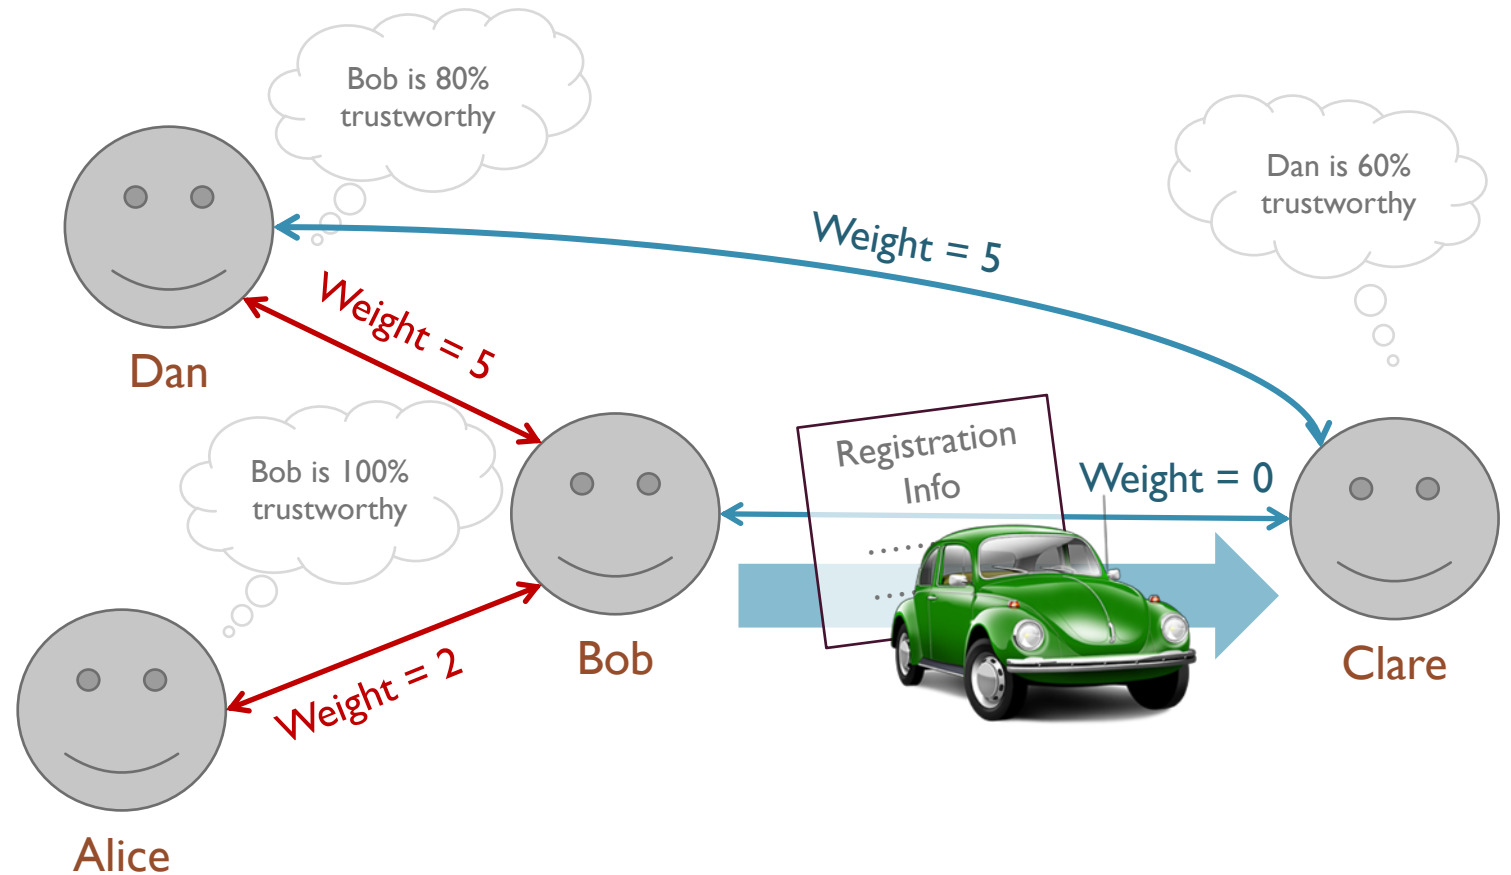 Bob is 80%
trustworthy
Dan is 60%
trustworthy
Weight = 5
Weight = 5
Dan
Bob is 100%
trustworthy
Registration
Info
Weight = 0
......
....
Bob
Clare
Weight = 2
Alice